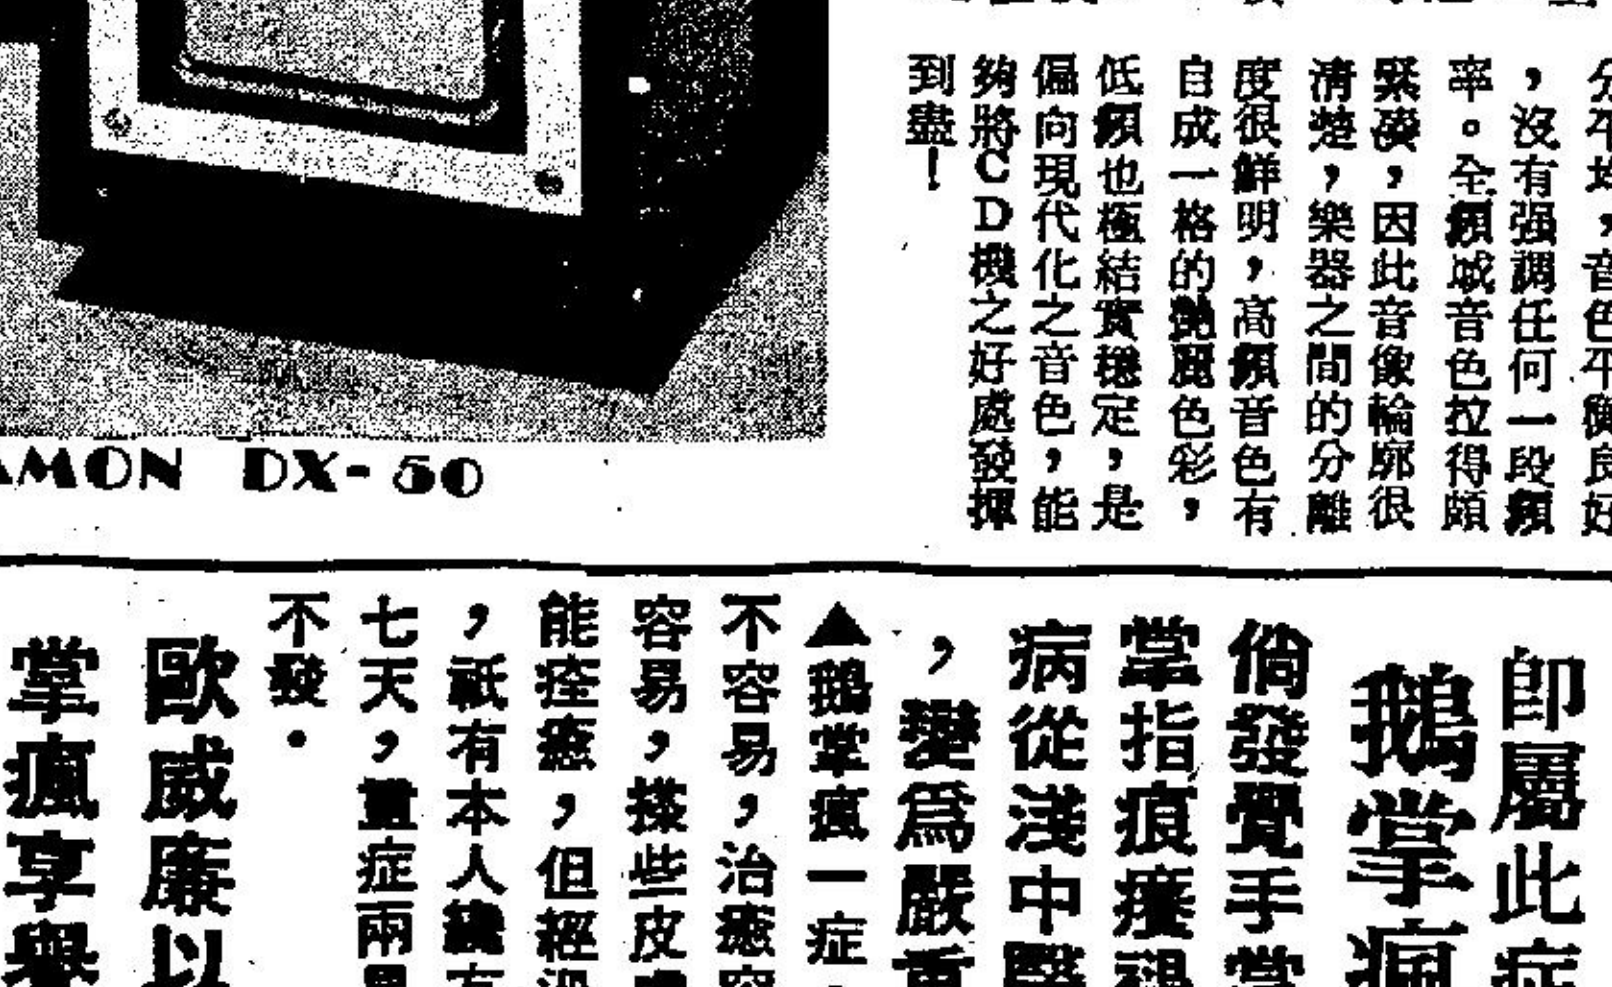 分平均，音色平衡良好
，沒有强調任何一段頻
率。全頻域音色拉得頗
緊湊，因此音像輪廓很
清楚，樂器之間的分離
度很鮮明，高頻音色有
自成一格的艷麗色彩，
低頻也極結實穩定，是
偏向現代化之音色，能
夠將CD機之好處發揮
到盡！
AMON DX-50
即屬此症
鵝掌瘋
倘發覺手掌
掌指痕癢
病從淺中醫
，變爲嚴重
▲鵝掌瘋一症
不容易，治癒容
容易，搽些皮
能痊癒，但經
，祇有本人纔有
七天，重症兩
不發．
歐威廉以
掌瘋享譽